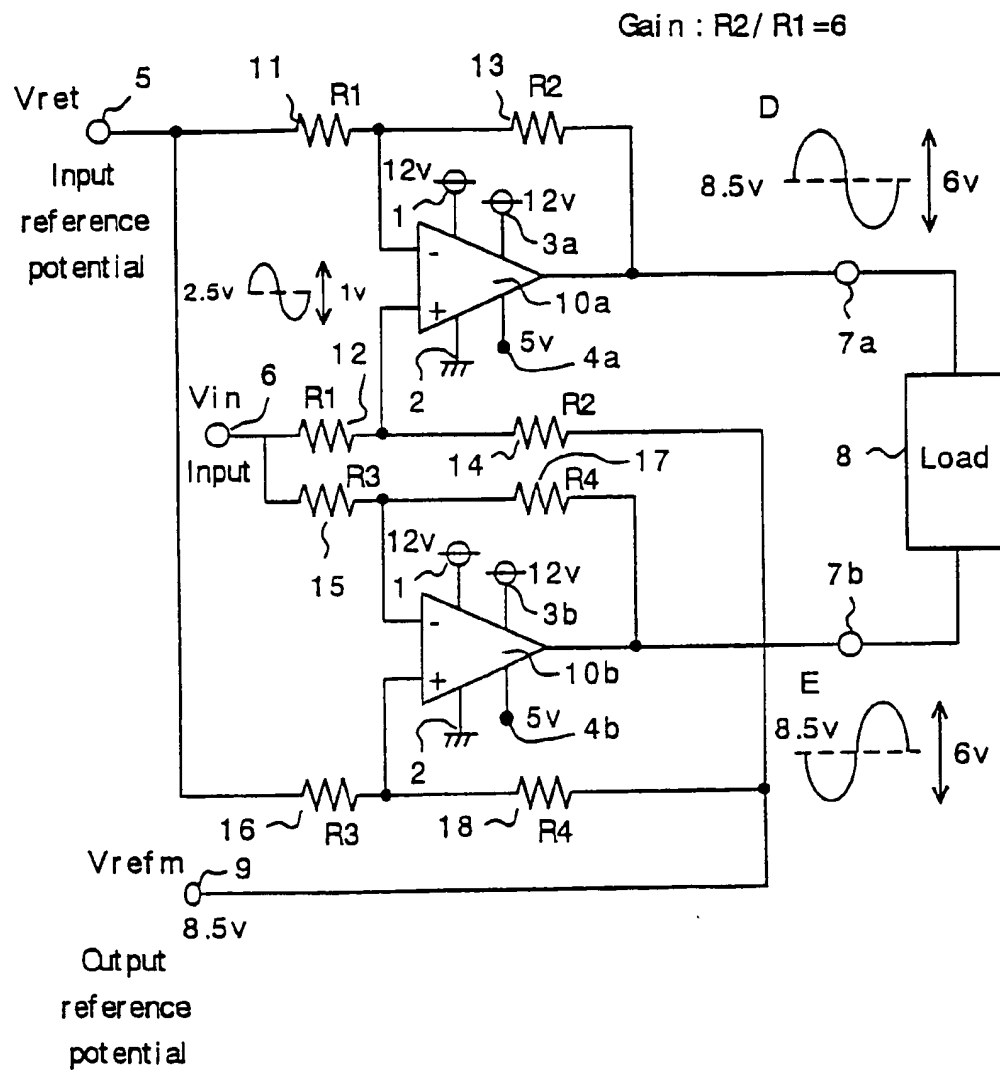 Gain : R2/ R1=6
11
13
5
R1
R2
Vret
D
Input
reference
potential
12v
12v
1
3a
8.5v
6v
-
+
2.5v
1v
10a
5v
4a
7a
2
12
6
Vin
R1
R2
Input
14
17
8
Load
R3
R4
15
12v
12v
1
3b
7b
-
+
10b
E
5v
4b
8.5v
6v
2
16
R3
18
R4
Vrefm
9
8.5v
Output
reference
potential